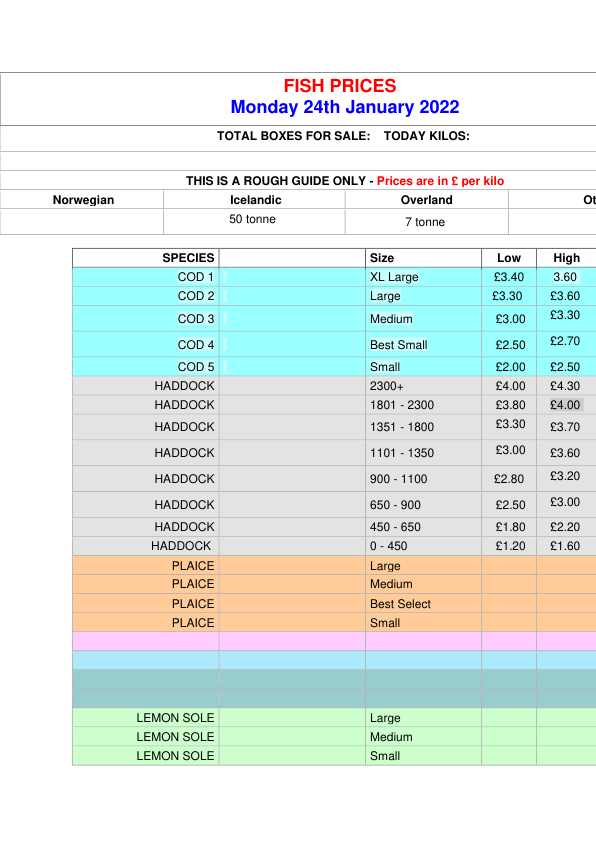 FISH PRICES
Monday 24th January 2022
TOTAL BOXES FOR SALE: TODAY KILOS:
THIS IS A ROUGH GUIDE ONLY - Prices are in £ per kilo
Norwegian Icelandic Overland Ot
50 tonne 7 tonne
SPECIES Size Low High
COD 1 XL Large £3.40 3.60
COD 2 Large £3.30 £3.60
COD 3 Medium £3.00 £3.30
COD 4 Best Small £2.50 £2.70
COD 5 Small £2.00 £2.50
HADDOCK 2300+ £4.00 £4.30
HADDOCK 1801 - 2300 £3.80 £4.00
HADDOCK 1351 - 1800 £3.30 £3.70
HADDOCK 1101 - 1350 £3.00 £3.60
HADDOCK 900 - 1100 £2.80 £3.20
HADDOCK 650 - 900 £2.50 £3.00
HADDOCK 450 - 650 £1.80 £2.20
HADDOCK 0 - 450 £1.20 £1.60
PLAICE Large
PLAICE Medium
PLAICE Best Select
PLAICE Small
LEMON SOLE Large
LEMON SOLE Medium
LEMON SOLE Small